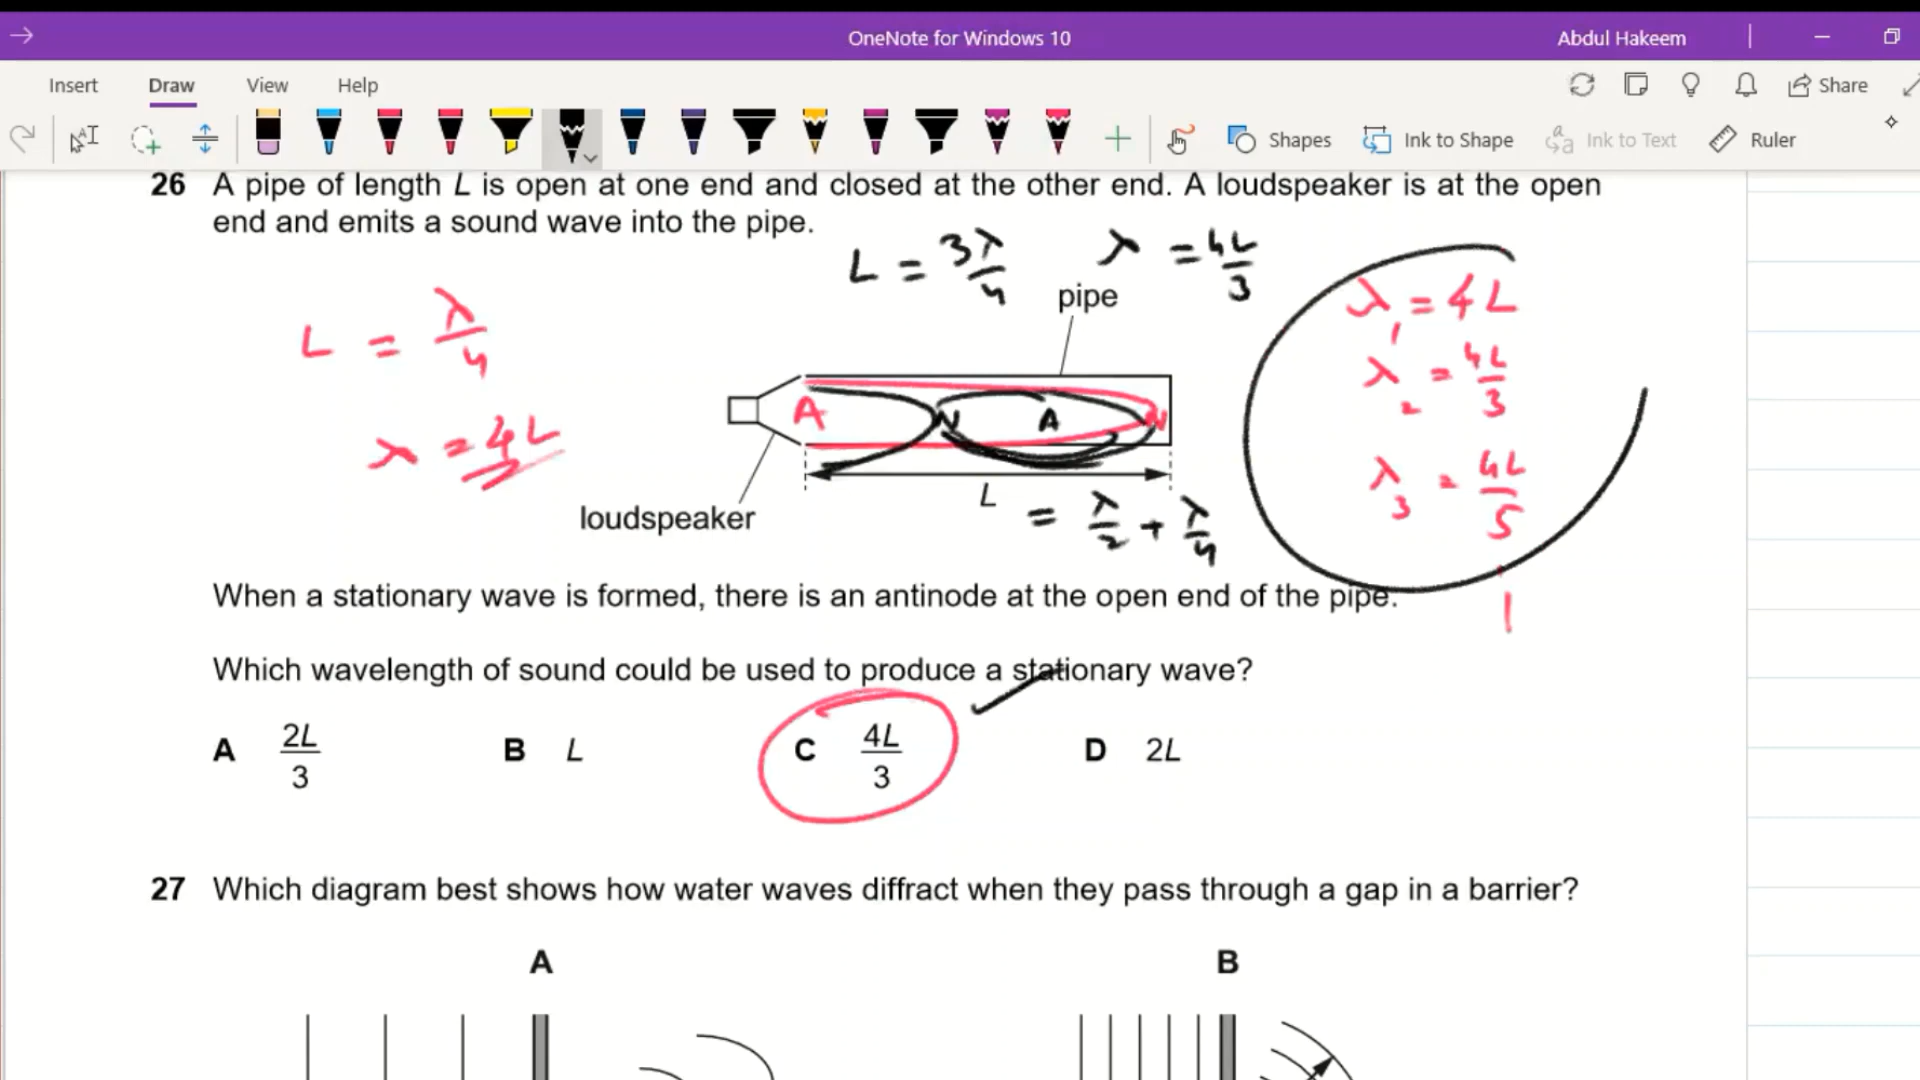 OneNote for Windows 10
Abdul Hakeem
Insert Draw View Help
Share
Shapes
Ink to Shape
Ink to Text
Ruler
26 A pipe of length L is open at one end and closed at the other end. A loudspeaker is at the open
end and emits a sound wave into the pipe.
L = 3λ/4
λ = 4L/3
pipe
L = λ/4
λ = 4L
λ1 = 4L
λ2 = 4L/3
λ3 = 4L/5
A N A N
L
= λ/2 + λ/4
loudspeaker
When a stationary wave is formed, there is an antinode at the open end of the pipe.
Which wavelength of sound could be used to produce a stationary wave?
A 2L/3 B L C 4L/3 D 2L
27 Which diagram best shows how water waves diffract when they pass through a gap in a barrier?
A B